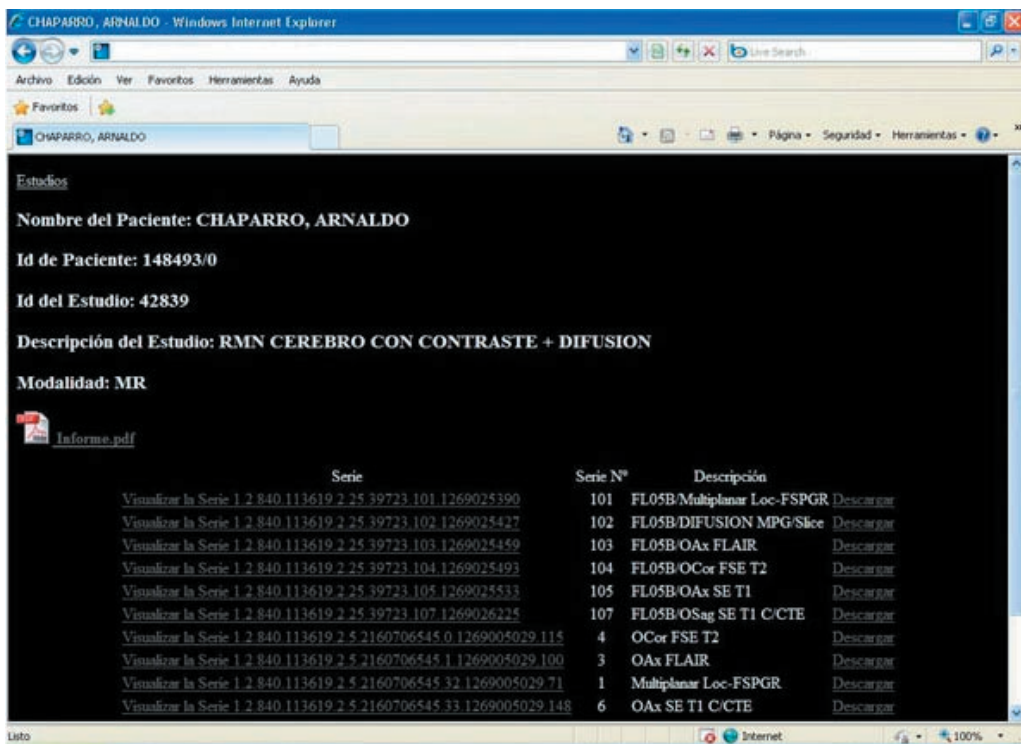 CHAPARRO, ARNALDO - Windows Internet Explorer
Live Search
Archivo Edición Ver Favoritos Herramientas Ayuda
Favoritos
CHAPARRO, ARNALDO
Página Seguridad Herramientas
Estudios
Nombre del Paciente: CHAPARRO, ARNALDO
Id de Paciente: 148493/0
Id del Estudio: 42839
Descripción del Estudio: RMN CEREBRO CON CONTRASTE + DIFUSION
Modalidad: MR
Informe.pdf
Serie Serie Nº Descripción
Visualizar la Serie 1.2.840.113619.2.25.39723.101.1269025390 101 FL05B/Multiplanar Loc-FSPGR Descargar
Visualizar la Serie 1.2.840.113619.2.25.39723.102.1269025427 102 FL05B/DIFUSION MPG/Slice Descargar
Visualizar la Serie 1.2.840.113619.2.25.39723.103.1269025459 103 FL05B/OAx FLAIR Descargar
Visualizar la Serie 1.2.840.113619.2.25.39723.104.1269025493 104 FL05B/OCor FSE T2 Descargar
Visualizar la Serie 1.2.840.113619.2.25.39723.105.1269025533 105 FL05B/OAx SE T1 Descargar
Visualizar la Serie 1.2.840.113619.2.25.39723.107.1269026225 107 FL05B/OSag SE T1 C/CTE Descargar
Visualizar la Serie 1.2.840.113619.2.5.2160706545.0.1269005029.115 4 OCor FSE T2 Descargar
Visualizar la Serie 1.2.840.113619.2.5.2160706545.1.1269005029.100 3 OAx FLAIR Descargar
Visualizar la Serie 1.2.840.113619.2.5.2160706545.32.1269005029.71 1 Multiplanar Loc-FSPGR Descargar
Visualizar la Serie 1.2.840.113619.2.5.2160706545.33.1269005029.148 6 OAx SE T1 C/CTE Descargar
Listo Internet 100%